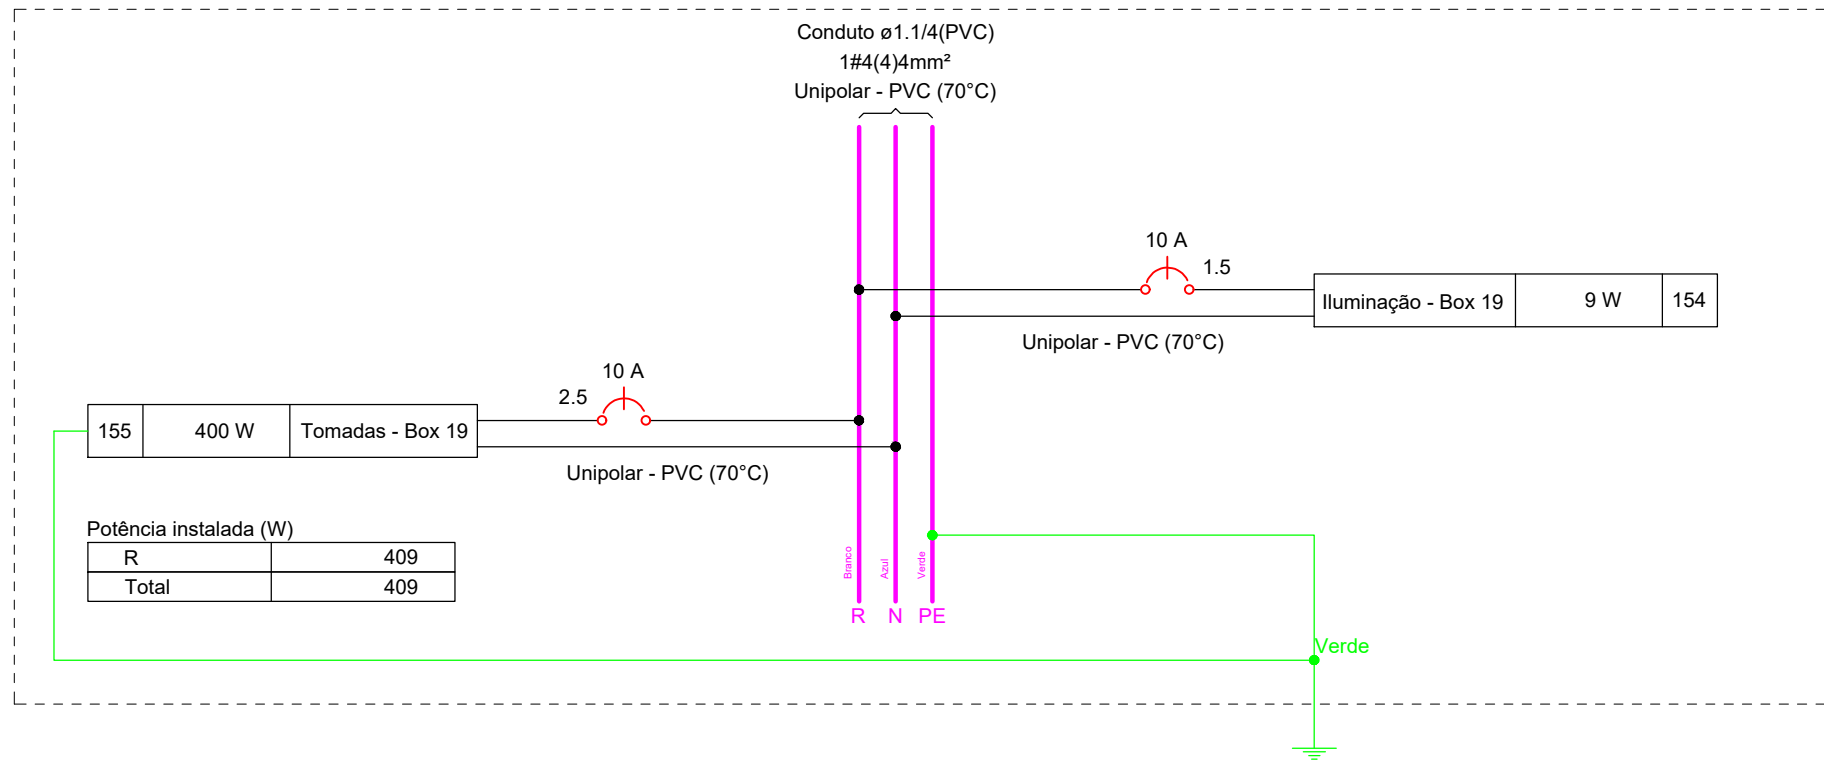 Conduto ø1.1/4(PVC)
1#4(4)4mm²
Unipolar - PVC (70°C)
10 A
1.5
Iluminação - Box 19 9 W 154
Unipolar - PVC (70°C)
10 A
2.5
155 400 W Tomadas - Box 19
Unipolar - PVC (70°C)
Potência instalada (W)
R 409
Total 409
Branco
Azul
Verde
R N PE
Verde